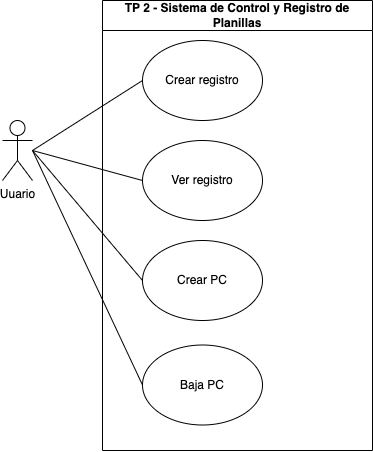 TP 2 - Sistema de Control y Registro de
Planillas
Crear registro
Uuario
Ver registro
Crear PC
Baja PC